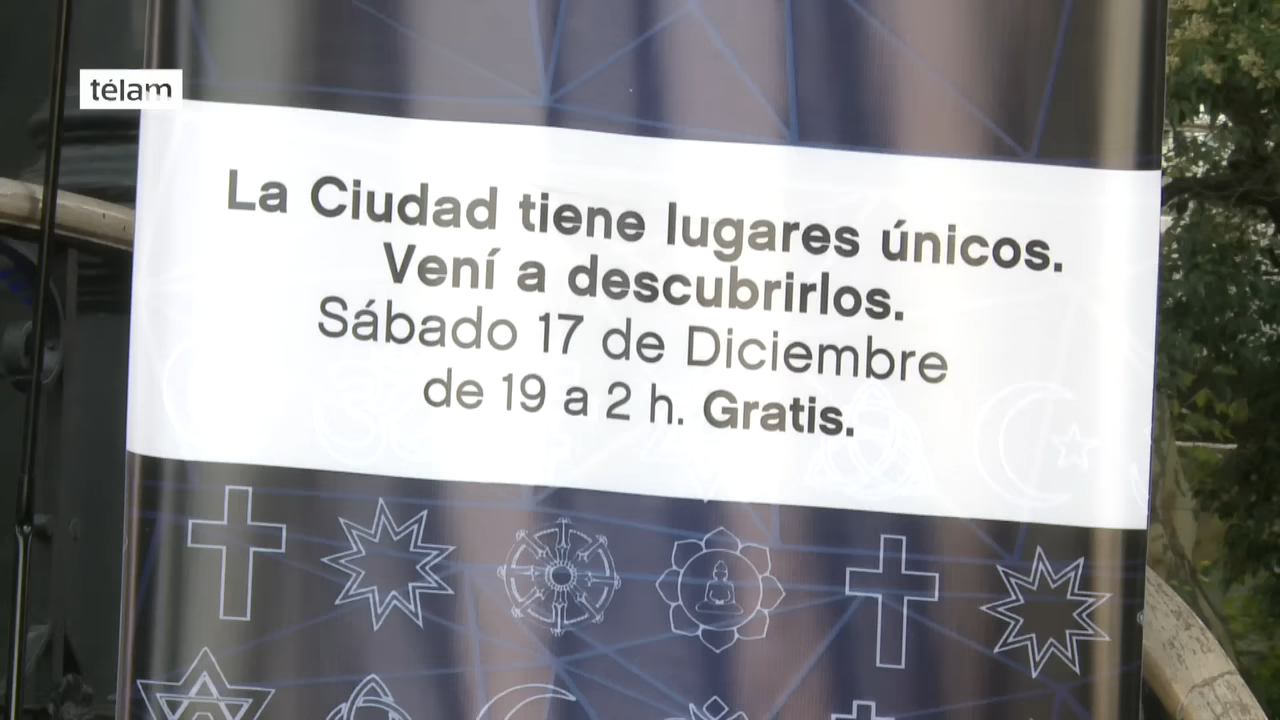 télam
La Ciudad tiene lugares únicos.
Vení a descubrirlos.
Sábado 17 de Diciembre
de 19 a 2 h. Gratis.